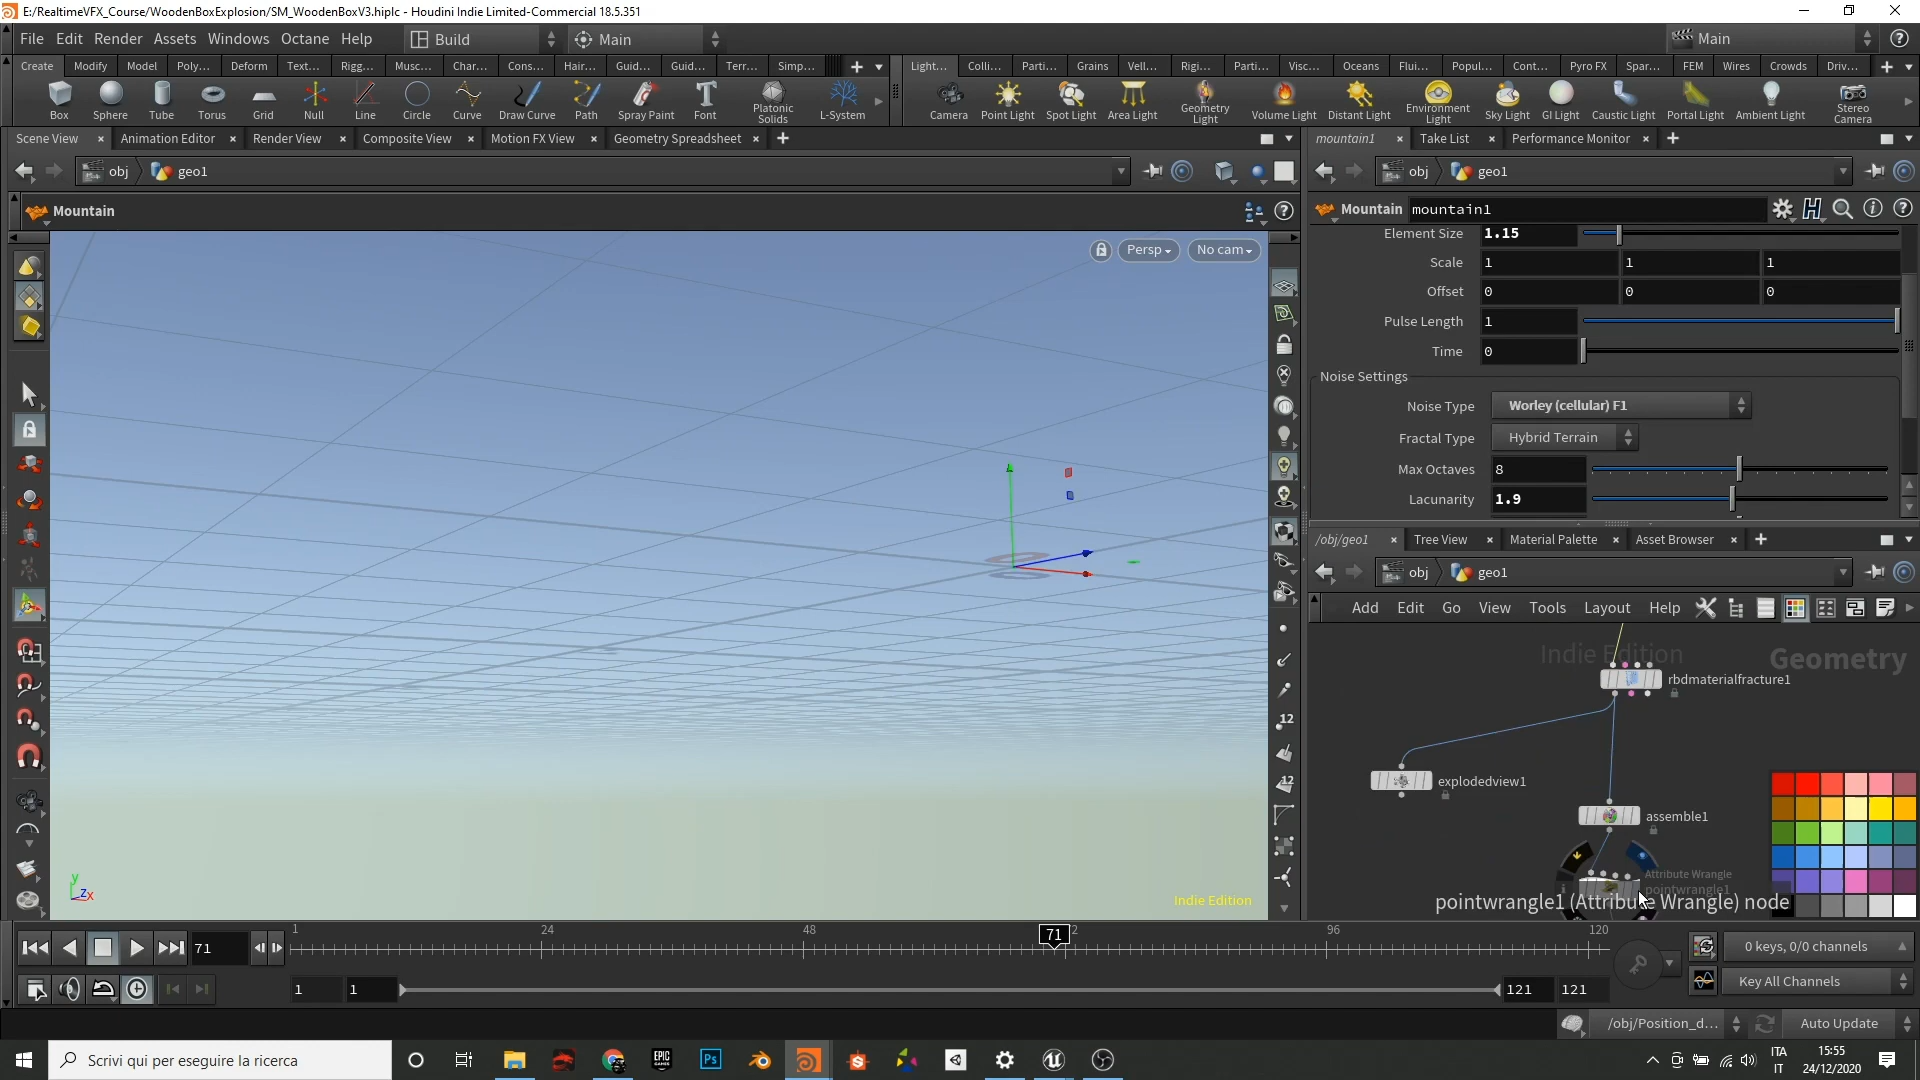 E:/RealtimeVFX_Course/WoodenBoxExplosion/SM_WoodenBoxV3.hiplc - Houdini Indie Limited-Commercial 18.5.351
File Edit Render Assets Windows Octane Help Build Main Main
Create Modify Model Poly... Deform Text... Rigg... Musc... Char... Cons... Hair... Guid... Guid... Terr... Simp...
Light... Colli... Parti... Grains Vell... Rigi... Parti... Visc... Oceans Flui... Popul... Cont... Pyro FX Spar... FEM Wires Crowds Driv...
Box Sphere Tube Torus Grid Null Line Circle Curve Draw Curve Path Spray Paint Font Platonic Solids L-System
Camera Point Light Spot Light Area Light Geometry Light Volume Light Distant Light Environment Light Sky Light GI Light Caustic Light Portal Light Ambient Light Stereo Camera
Scene View Animation Editor Render View Composite View Motion FX View Geometry Spreadsheet
mountain1 Take List Performance Monitor
obj geo1
obj geo1
Mountain
Mountain mountain1
Persp No cam
Element Size 1.15
Scale 1 1 1
Offset 0 0 0
Pulse Length 1
Time 0
Noise Settings
Noise Type Worley (cellular) F1
Fractal Type Hybrid Terrain
Max Octaves 8
Lacunarity 1.9
/obj/geo1 Tree View Material Palette Asset Browser
obj geo1
Add Edit Go View Tools Layout Help
Indie Edition
Geometry
rbdmaterialfracture1
explodedview1
assemble1
Attribute Wrangle
pointwrangle1
pointwrangle1 (Attribute Wrangle) node
12
12
y
z x
Indie Edition
71
1 24 48 71 2 96 120
0 keys, 0/0 channels
1 1 121 121
Key All Channels
/obj/Position_d... Auto Update
Scrivi qui per eseguire la ricerca
EPIC GAMES
Ps
ITA
IT
15:55
24/12/2020